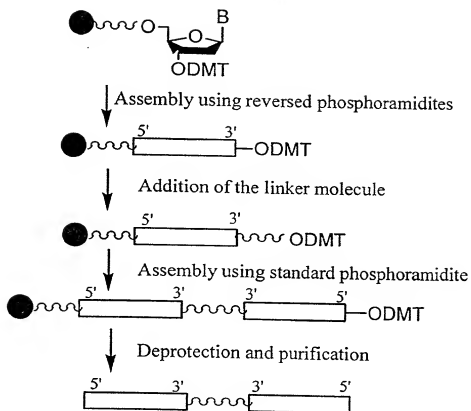 B
O
O
ODMT
Assembly using reversed phosphoramidites
5' 3'
ODMT
Addition of the linker molecule
5' 3'
ODMT
Assembly using standard phosphoramidite
5' 3' 3' 5'
ODMT
Deprotection and purification
5' 3' 3' 5'